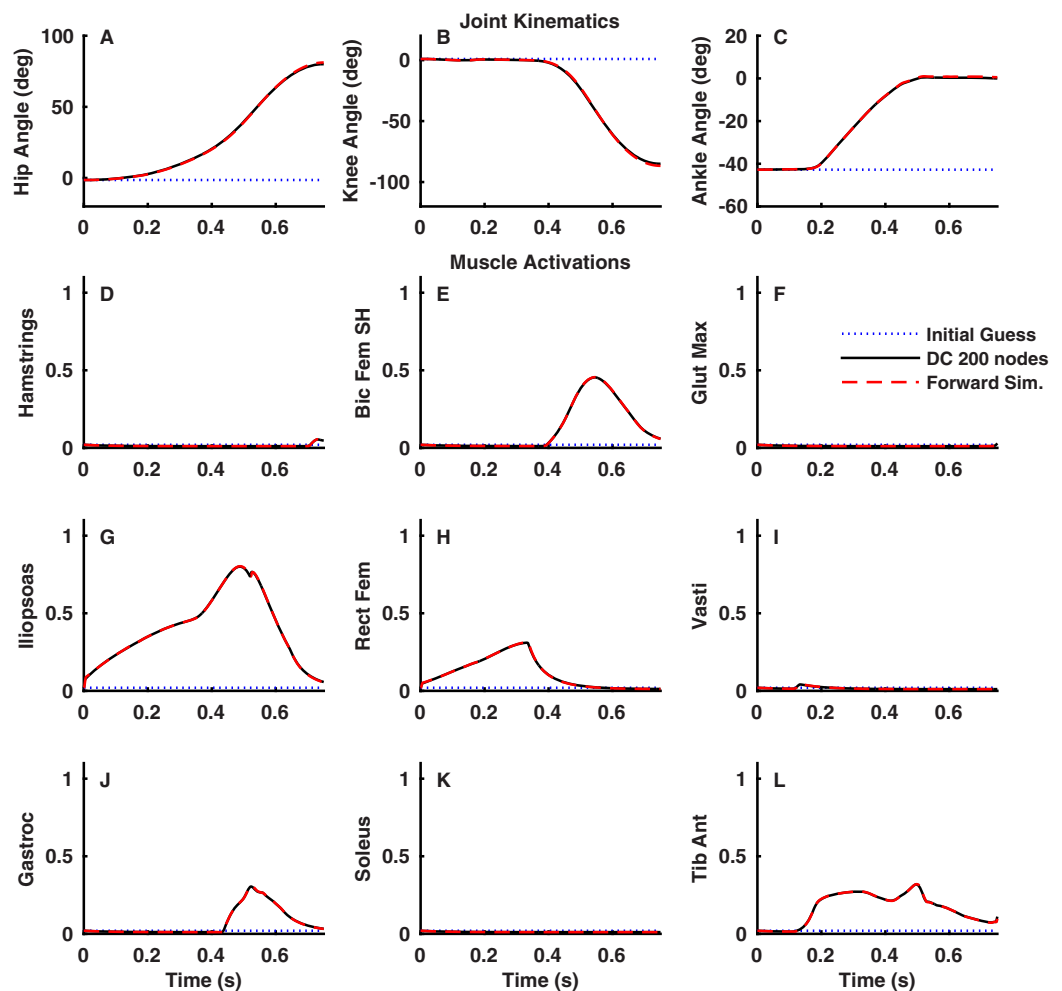 Joint Kinematics
A
Hip Angle (deg)
100
50
0
0 0.2 0.4 0.6
B
Knee Angle (deg)
0
-50
-100
0 0.2 0.4 0.6
C
Ankle Angle (deg)
20
0
-20
-40
-60
0 0.2 0.4 0.6
Muscle Activations
D
Hamstrings
1
0.5
0
0 0.2 0.4 0.6
E
Bic Fem SH
1
0.5
0
0 0.2 0.4 0.6
F
Glut Max
1
0.5
0
0 0.2 0.4 0.6
Initial Guess
DC 200 nodes
Forward Sim.
G
Iliopsoas
1
0.5
0
0 0.2 0.4 0.6
H
Rect Fem
1
0.5
0
0 0.2 0.4 0.6
I
Vasti
1
0.5
0
0 0.2 0.4 0.6
J
Gastroc
1
0.5
0
0 0.2 0.4 0.6
Time (s)
K
Soleus
1
0.5
0
0 0.2 0.4 0.6
Time (s)
L
Tib Ant
1
0.5
0
0 0.2 0.4 0.6
Time (s)